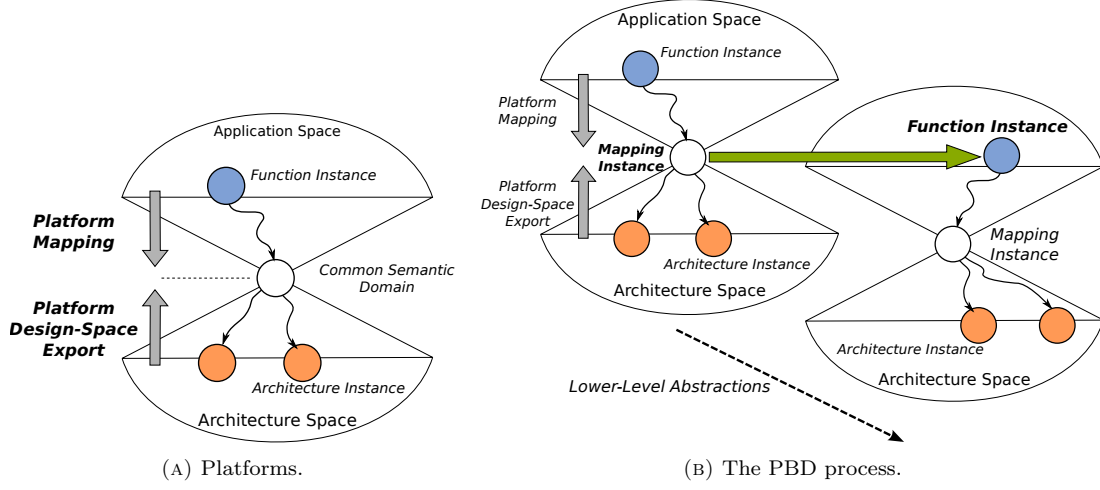 Application Space
Function Instance
Platform
Mapping
Common Semantic
Domain
Platform
Design-Space
Export
Architecture Instance
Architecture Space
(A) Platforms.
Application Space
Function Instance
Platform
Mapping
Mapping
Instance
Platform
Design-Space
Export
Architecture Instance
Architecture Space
Function Instance
Mapping
Instance
Architecture Instance
Architecture Space
Lower-Level Abstractions
(B) The PBD process.